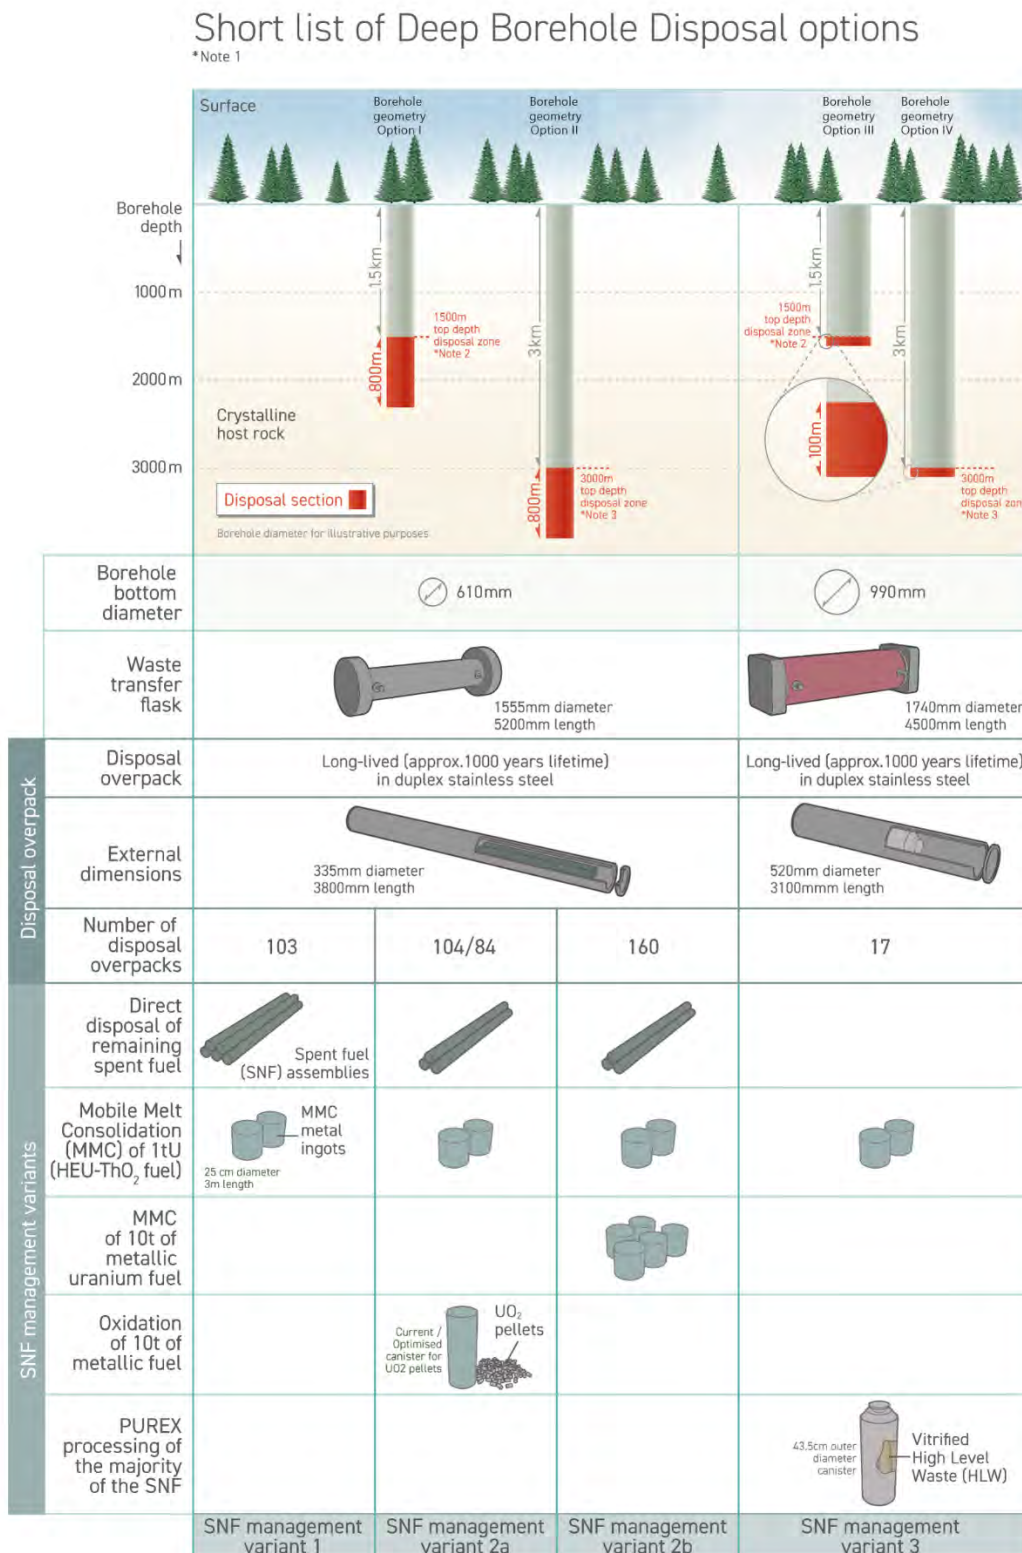 Short list of Deep Borehole Disposal options
*Note 1
Surface
Borehole
geometry
Option I
Borehole
geometry
Option II
Borehole
geometry
Option III
Borehole
geometry
Option IV
Borehole
depth
1000m
2000m
3000m
1.5km
3km
1.5km
3km
1500m
top depth
disposal zone
*Note 2
800m
1500m
top depth
disposal zone
*Note 2
100m
Crystalline
host rock
3000m
top depth
disposal zone
*Note 3
800m
3000m
top depth
disposal zon
*Note 3
Disposal section
Borehole diameter for illustrative purposes
Borehole
bottom
diameter
610mm
990mm
Waste
transfer
flask
1555mm diameter
5200mm length
1740mm diameter
4500mm length
Disposal overpack
Disposal
overpack
Long-lived (approx.1000 years lifetime)
in duplex stainless steel
Long-lived (approx.1000 years lifetime)
in duplex stainless steel
External
dimensions
335mm diameter
3800mm length
520mm diameter
3100mmm length
Number of
disposal
overpacks
103
104/84
160
17
SNF management variants
Direct
disposal of
remaining
spent fuel
Spent fuel
(SNF) assemblies
Mobile Melt
Consolidation
(MMC) of 1tU
(HEU-ThO2 fuel)
MMC
metal
ingots
25 cm diameter
3m length
MMC
of 10t of
metallic
uranium fuel
Oxidation
of 10t of
metallic fuel
Current /
Optimised
canister for
UO2 pellets
UO2
pellets
PUREX
processing of
the majority
of the SNF
43.5cm outer
diameter
canister
Vitrified
High Level
Waste (HLW)
SNF management
variant 1
SNF management
variant 2a
SNF management
variant 2b
SNF management
variant 3